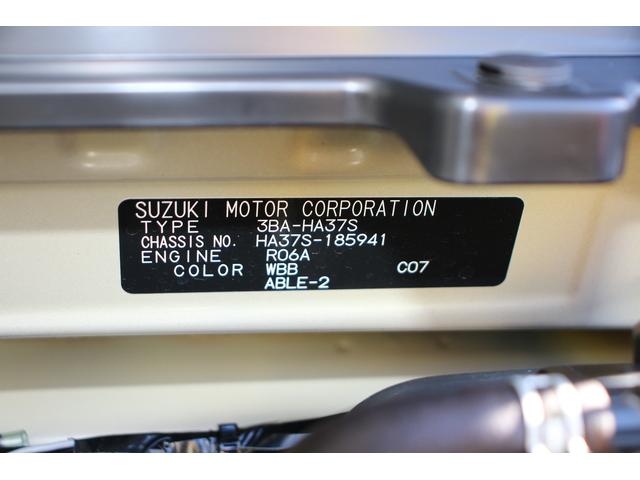 SUZUKI MOTOR CORPORATION
TYPE 3BA-HA37S
CHASSIS NO. HA37S-185941
ENGINE R06A
COLOR WBB C07
ABLE-2